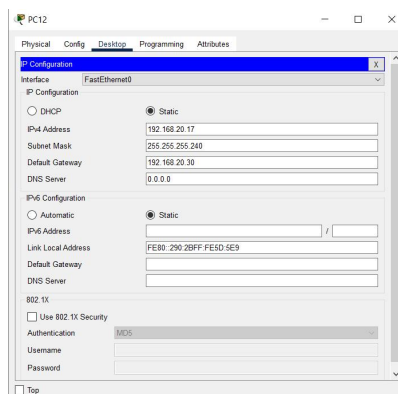 PC12
Physical Config Desktop Programming Attributes
IP Configuration X
Interface FastEthernet0
IP Configuration
DHCP Static
IPv4 Address 192.168.20.17
Subnet Mask 255.255.255.240
Default Gateway 192.168.20.30
DNS Server 0.0.0.0
IPv6 Configuration
Automatic Static
IPv6 Address /
Link Local Address FE80::290:2BFF:FE5D:5E9
Default Gateway
DNS Server
802.1X
Use 802.1X Security
Authentication MD5
Username
Password
Top